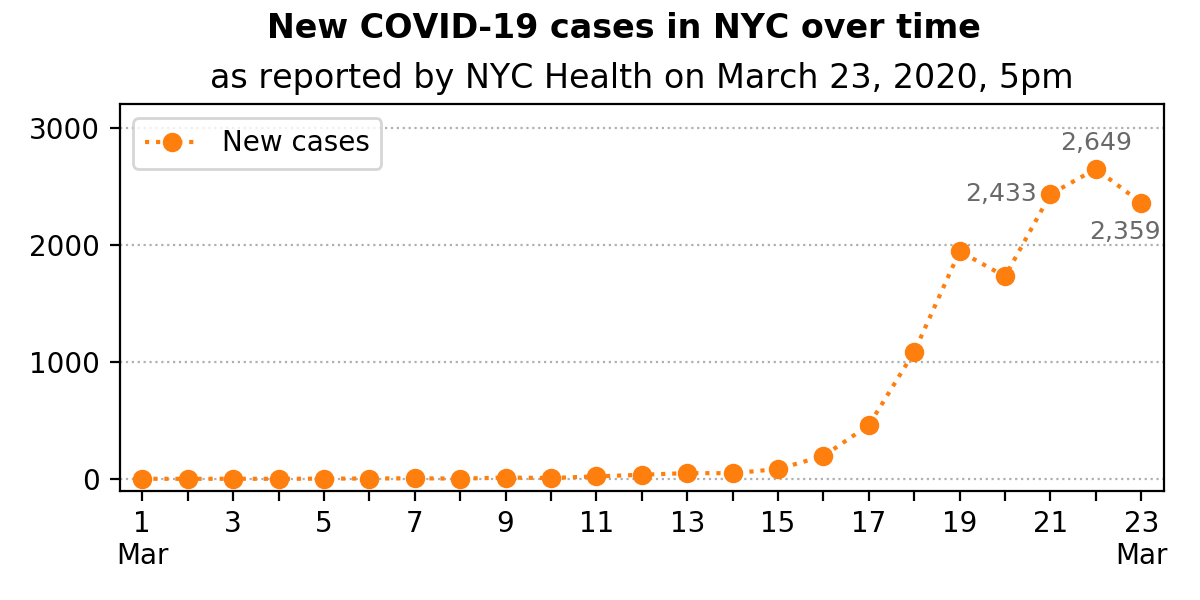 New COVID-19 cases in NYC over time
as reported by NYC Health on March 23, 2020, 5pm
3000
New cases
2,649
2,433
2,359
2000
1000
0
1 3 5 7 9 11 13 15 17 19 21 23
Mar Mar